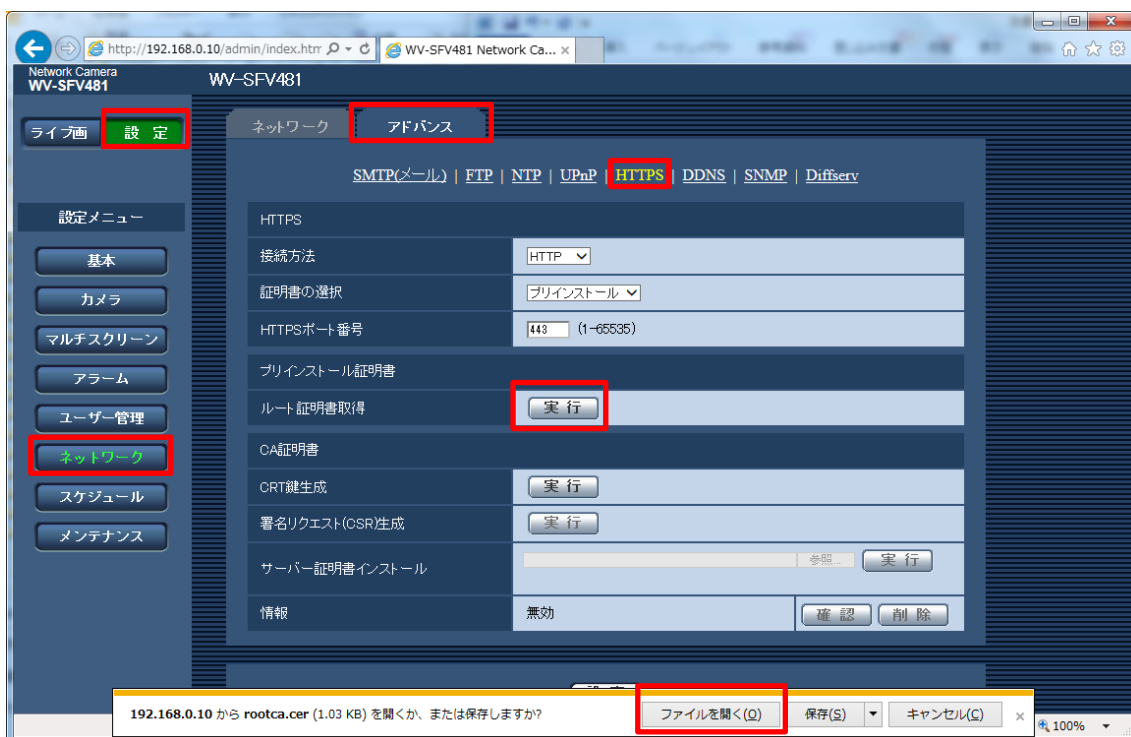 http://192.168.0.10/admin/index.htm
WV-SFV481 Network Ca... ×
Network Camera
WV-SFV481
WV-SFV481
ライブ画 設 定
ネットワーク アドバンス
SMTP(メール) | FTP | NTP | UPnP | HTTPS | DDNS | SNMP | Diffserv
設定メニュー
基本
カメラ
マルチスクリーン
アラーム
ユーザー管理
ネットワーク
スケジュール
メンテナンス
HTTPS
接続方法 HTTP
証明書の選択 プリインストール
HTTPSポート番号 443 (1-65535)
プリインストール証明書
ルート証明書取得 実 行
CA証明書
CRT鍵生成 実 行
署名リクエスト(CSR)生成 実 行
サーバー証明書インストール 参照... 実 行
情報 無効 確 認 削 除
192.168.0.10 から rootca.cer (1.03 KB) を開くか、または保存しますか? ファイルを開く(O) 保存(S) キャンセル(C) ×
100%